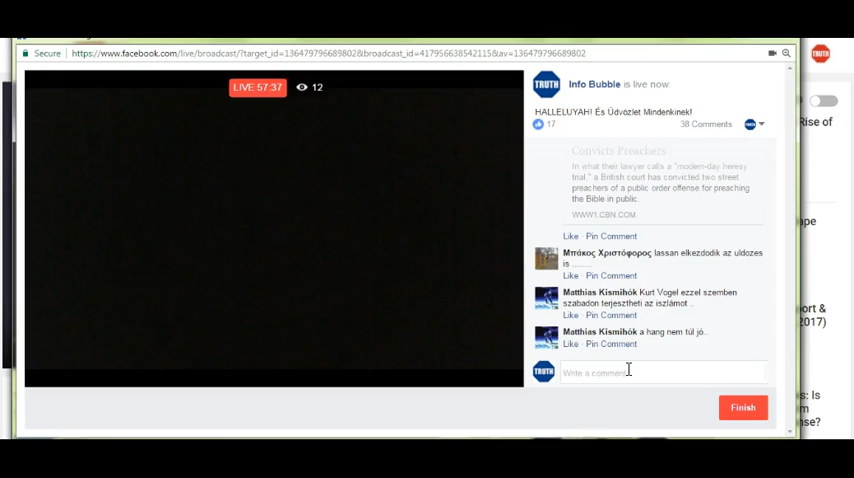 Secure https://www.facebook.com/live/broadcast/?target_id=136479796689802&broadcast_id=417956638542115&av=136479796689802
LIVE 57:37 12
TRUTH
TRUTH Info Bubble is live now.
HALLELUYAH! És Üdvözlet Mindenkinek!
17 38 Comments
Convicts Preachers
In what their lawyer calls a "modern-day heresy
trial," a British court has convicted two street
preachers of a public order offense for preaching
the Bible in public.
WWW1.CBN.COM
Like · Pin Comment
Μπάκος Χριστόφορος lassan elkezdodik az uldozes
is ........
Like · Pin Comment
Matthias Kismihók Kurt Vogel ezzel szemben
szabadon terjesztheti az iszlámot ..
Like · Pin Comment
Matthias Kismihók a hang nem túl jó..
Like · Pin Comment
TRUTH Write a comment
Finish
Rise of
ape
ort &
2017)
s: Is
m
nse?